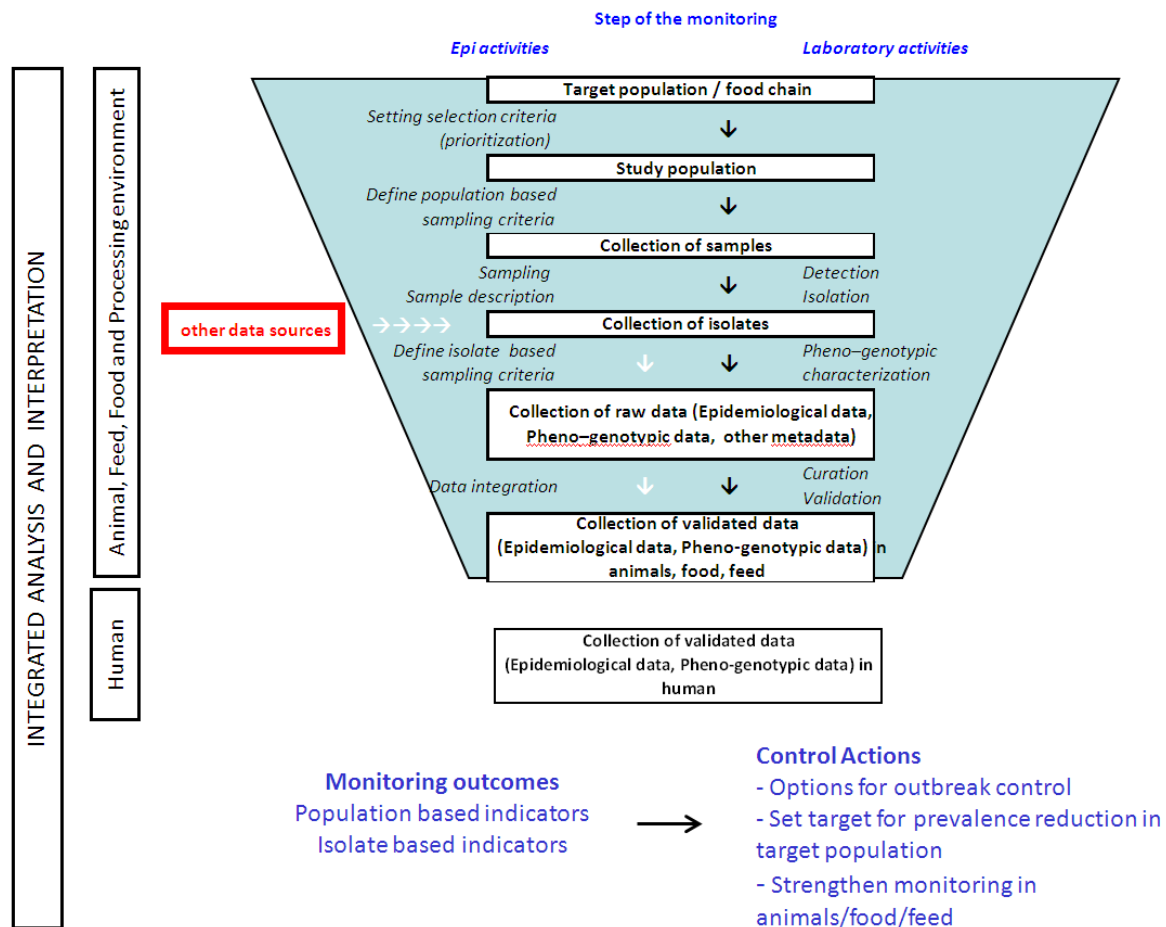 Step of the monitoring
Epi activities
Laboratory activities
INTEGRATED ANALYSIS AND INTERPRETATION
Animal, Feed, Food and Processing environment
Target population / food chain
Setting selection criteria
(prioritization)
Study population
Define population based
sampling criteria
Collection of samples
Sampling
Sample description
Detection
Isolation
other data sources
Collection of isolates
Define isolate based
sampling criteria
Pheno–genotypic
characterization
Collection of raw data (Epidemiological data,
Pheno–genotypic data, other metadata)
Data integration
Curation
Validation
Collection of validated data
(Epidemiological data, Pheno-genotypic data) in
animals, food, feed
Human
Collection of validated data
(Epidemiological data, Pheno-genotypic data) in
human
Monitoring outcomes
Population based indicators
Isolate based indicators
Control Actions
- Options for outbreak control
- Set target for prevalence reduction in
target population
- Strengthen monitoring in
animals/food/feed